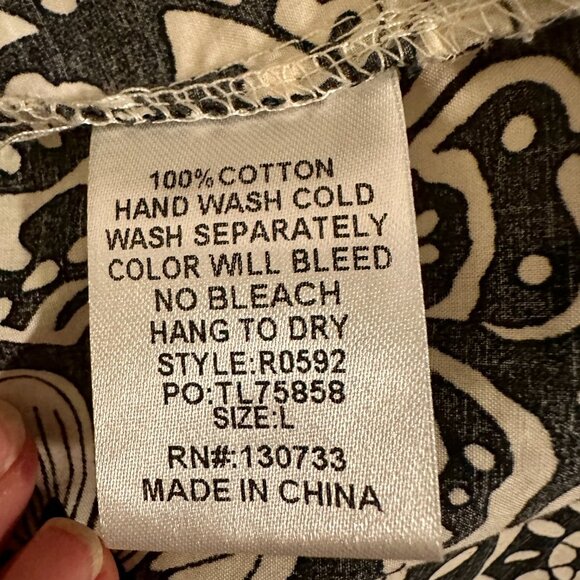 100% COTTON
HAND WASH COLD
WASH SEPARATELY
COLOR WILL BLEED
NO BLEACH
HANG TO DRY
STYLE:R0592
PO:TL75858
SIZE:L
RN#:130733
MADE IN CHINA